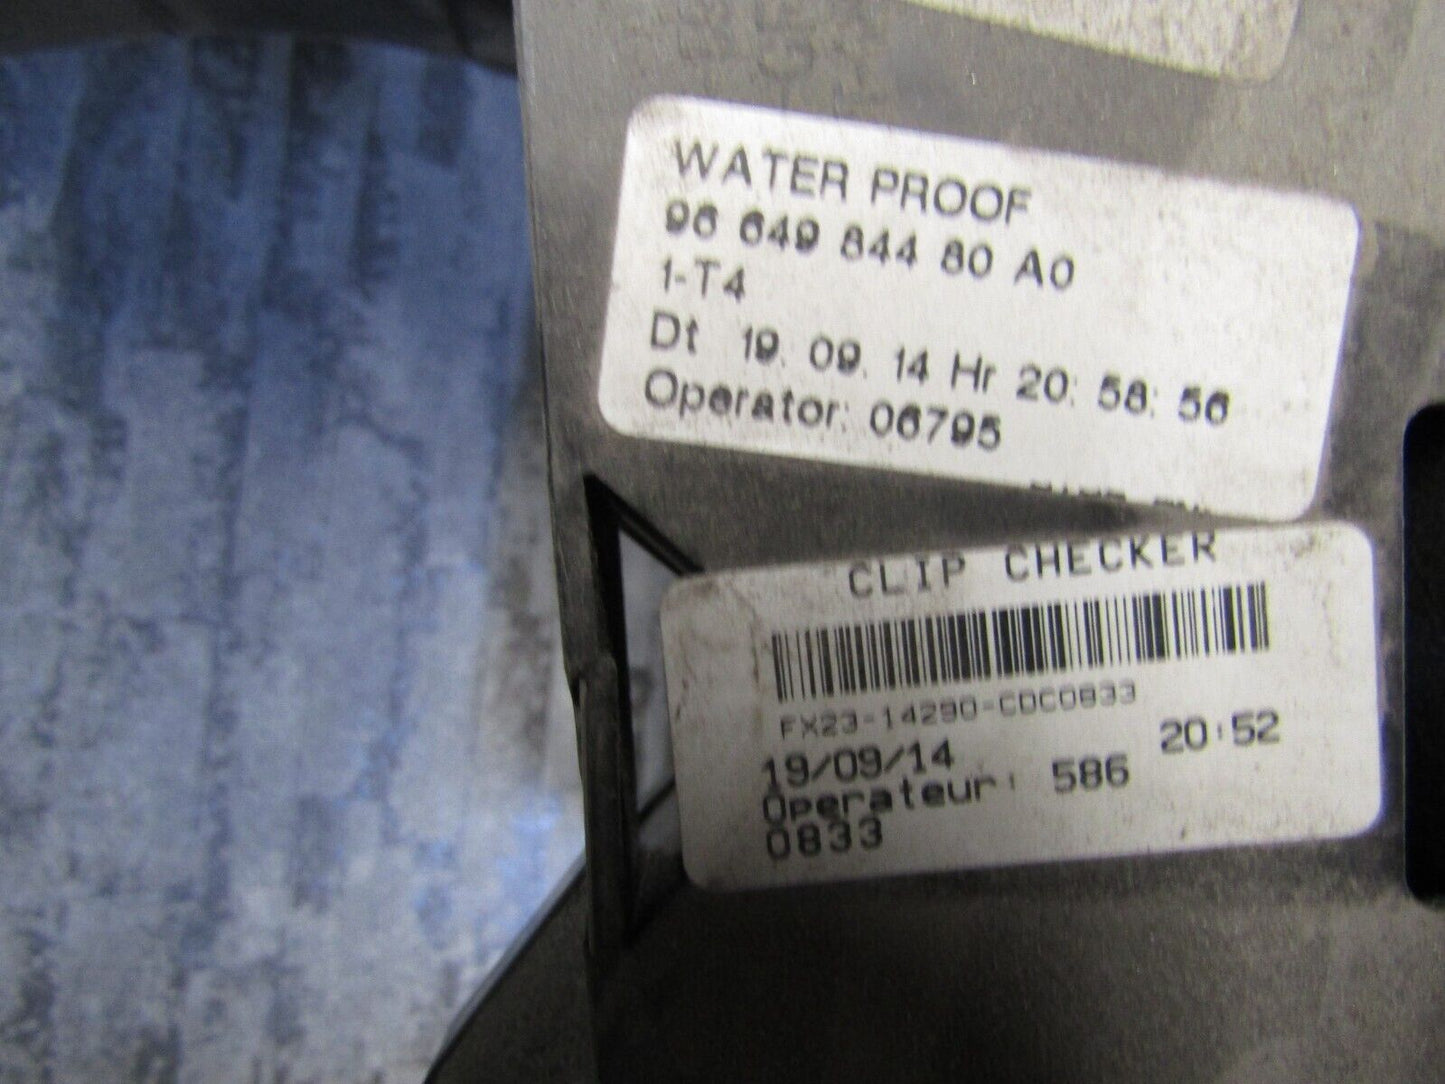 WATER PROOF
96 649 844 80 A0
1-T4
Dt 19. 09. 14 Hr 20: 58: 56
Operator: 06795
CLIP CHECKER
FX23-14290-CDC0833
19/09/14 20:52
Operateur: 586
0833